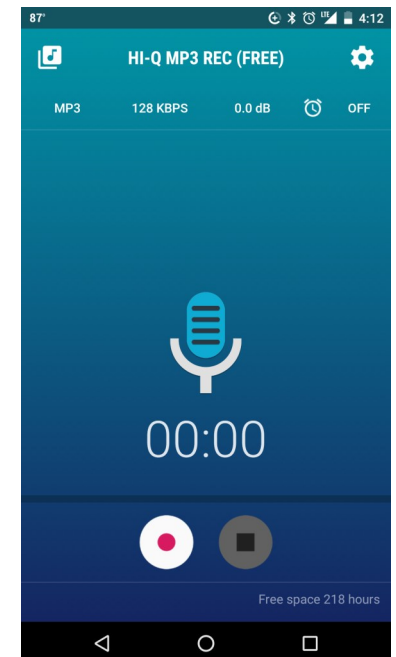 87° LTE 4:12
HI-Q MP3 REC (FREE)
MP3 128 KBPS 0.0 dB OFF
00:00
Free space 218 hours